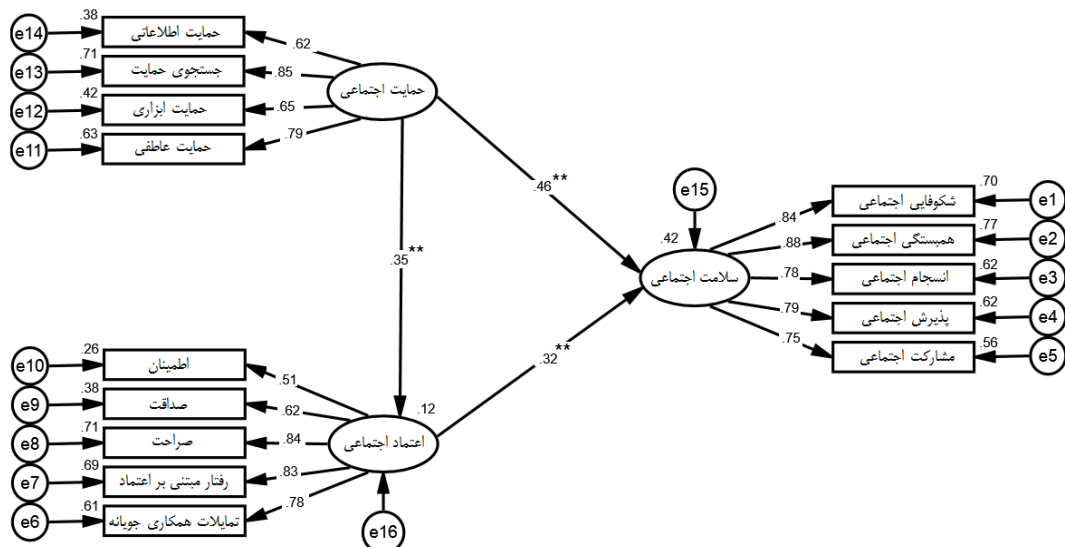 e14
.38
حمایت اطلاعاتی
.62
e13
.71
جستجوی حمایت
.85
e12
.42
حمایت ابزاری
.65
e11
.63
حمایت عاطفی
.79
حمایت اجتماعی
.46**
.35**
.32**
e15
.42
سلامت اجتماعی
.84
شکوفایی اجتماعی
.70
e1
.88
همبستگی اجتماعی
.77
e2
.78
انسجام اجتماعی
.62
e3
.79
پذیرش اجتماعی
.62
e4
.75
مشارکت اجتماعی
.56
e5
e10
.26
اطمینان
.51
e9
.38
صداقت
.62
e8
.71
صراحت
.84
e7
.69
رفتار مبتنی بر اعتماد
.83
e6
.61
تمایلات همکاری جویانه
.78
.12
اعتماد اجتماعی
e16